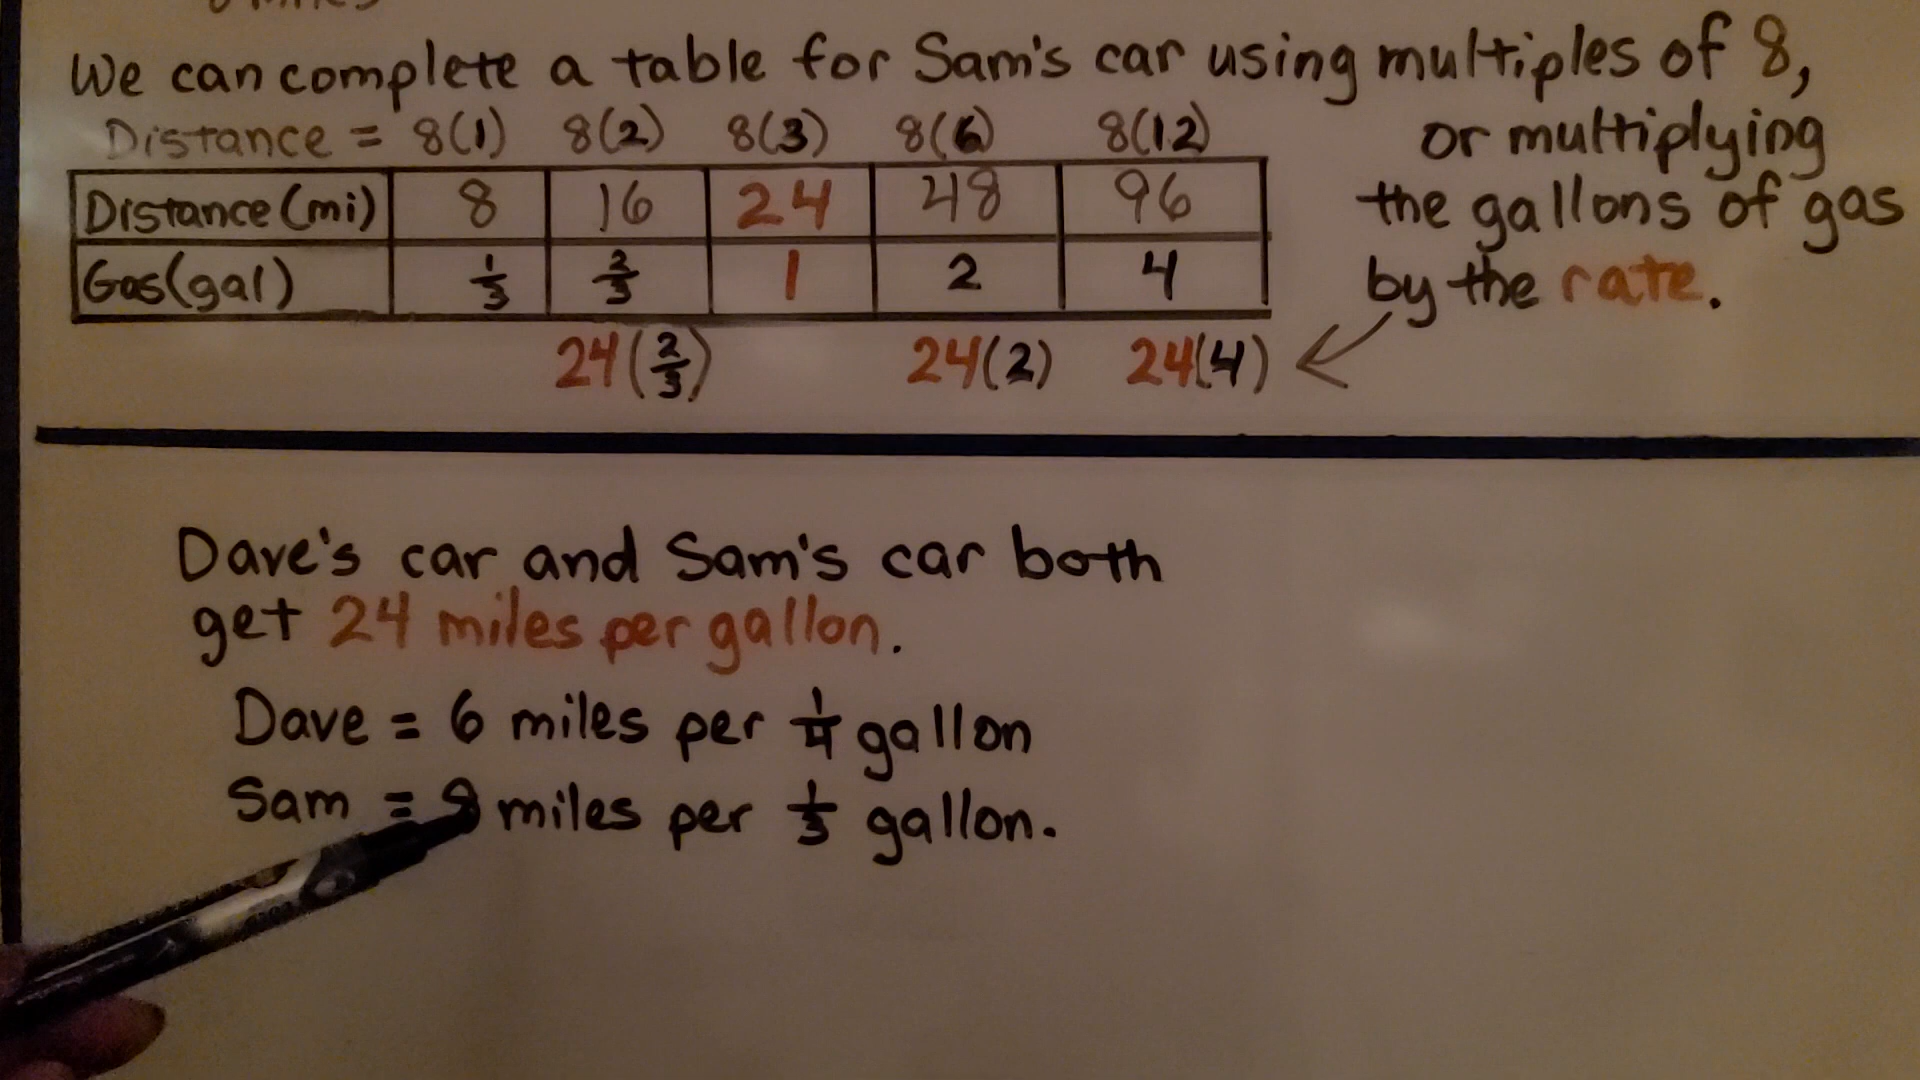 We can complete a table for Sam's car using multiples of 8,
or multiplying
the gallons of gas
by the rate.
Distance = 8(1) 8(2) 8(3) 8(6) 8(12)
Distance (mi) 8 16 24 48 96
Gas (gal) 1/3 2/3 1 2 4
24(2/3) 24(2) 24(4)
Dave's car and Sam's car both
get 24 miles per gallon.
Dave = 6 miles per 1/4 gallon
Sam = 8 miles per 1/3 gallon.